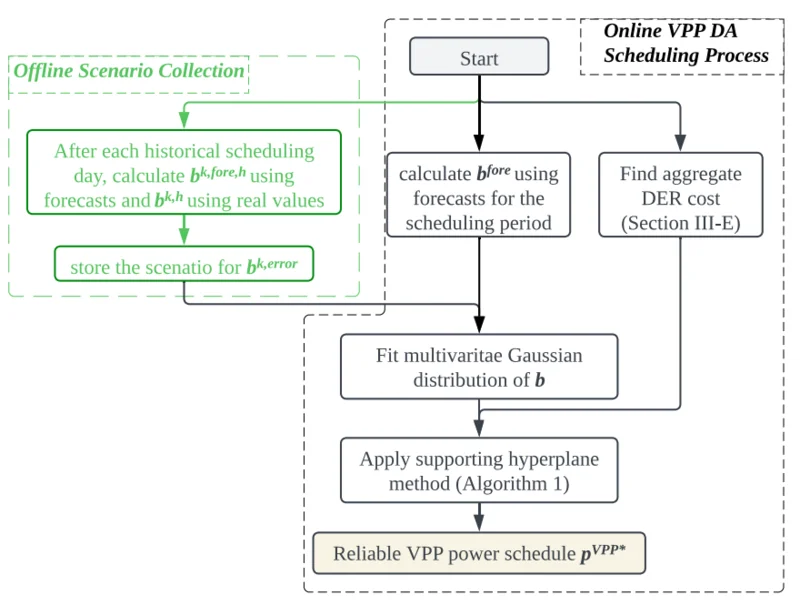 Online VPP DA
Scheduling Process
Start
Offline Scenario Collection
After each historical scheduling
day, calculate b^k,fore,h using
forecasts and b^k,h using real values
store the scenatio for b^k,error
calculate b^fore using
forecasts for the
scheduling period
Find aggregate
DER cost
(Section III-E)
Fit multivaritae Gaussian
distribution of b
Apply supporting hyperplane
method (Algorithm 1)
Reliable VPP power schedule p^VPP*